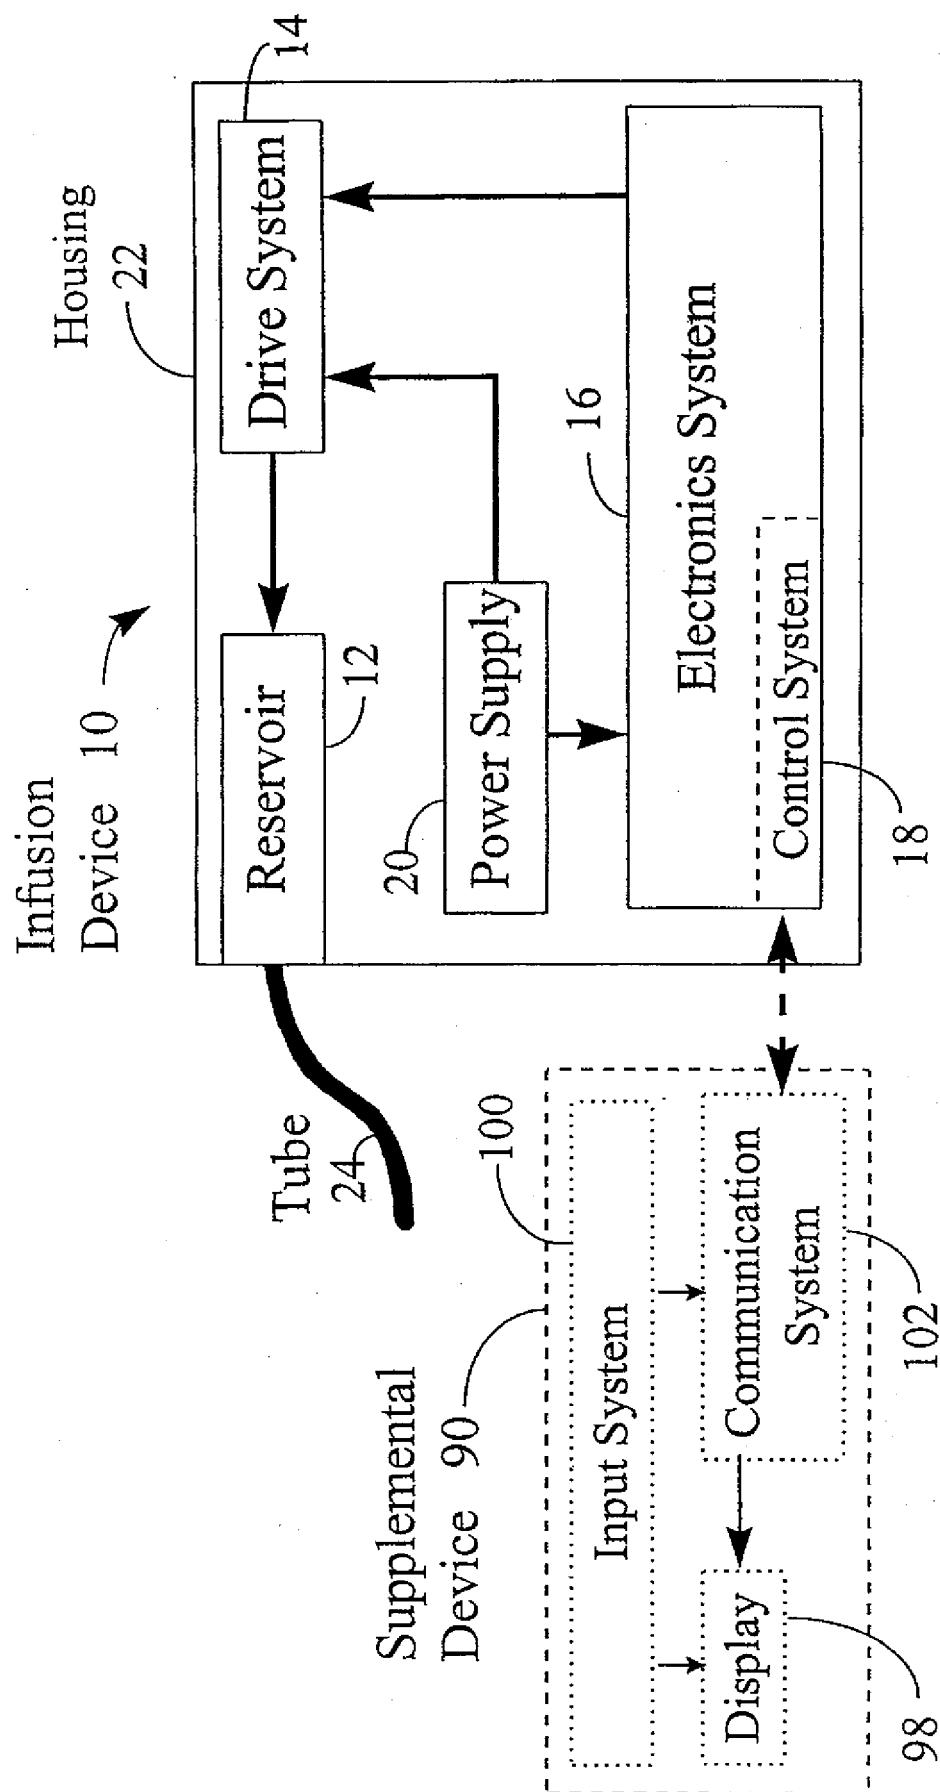 Infusion
Device 10
Housing
22
14
Reservoir
12
Drive System
20
Power Supply
16
Electronics System
Control System
18
Tube
24
Supplemental
Device 90
100
Input System
Communication
System
102
Display
98